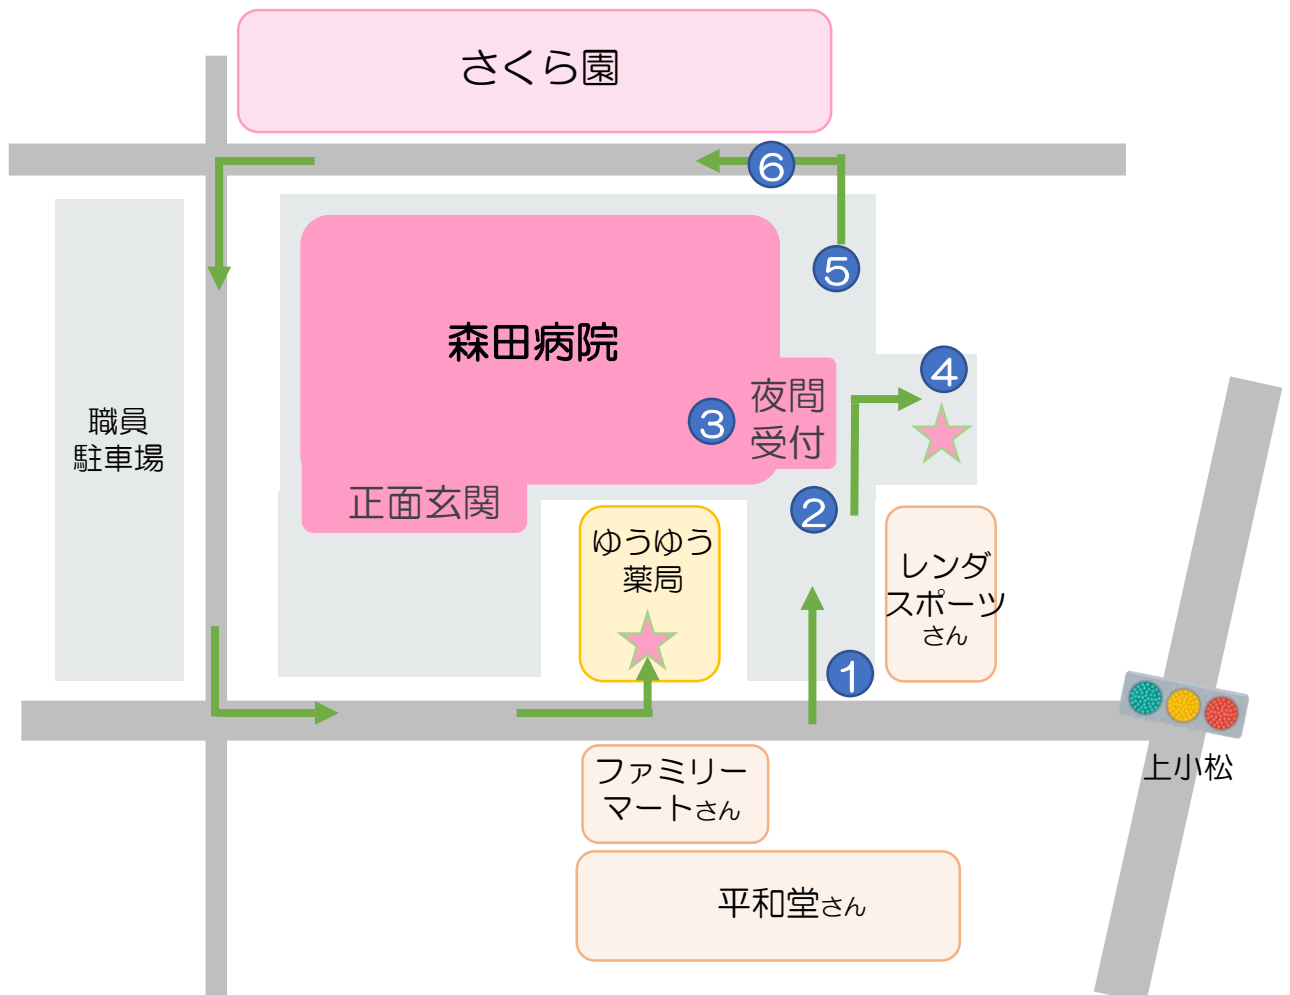 さくら園
⑥
⑤
森田病院
④
夜間
受付
③
職員
駐車場
正面玄関
②
ゆうゆう
薬局
レンダ
スポーツ
さん
①
上小松
ファミリー
マートさん
平和堂さん